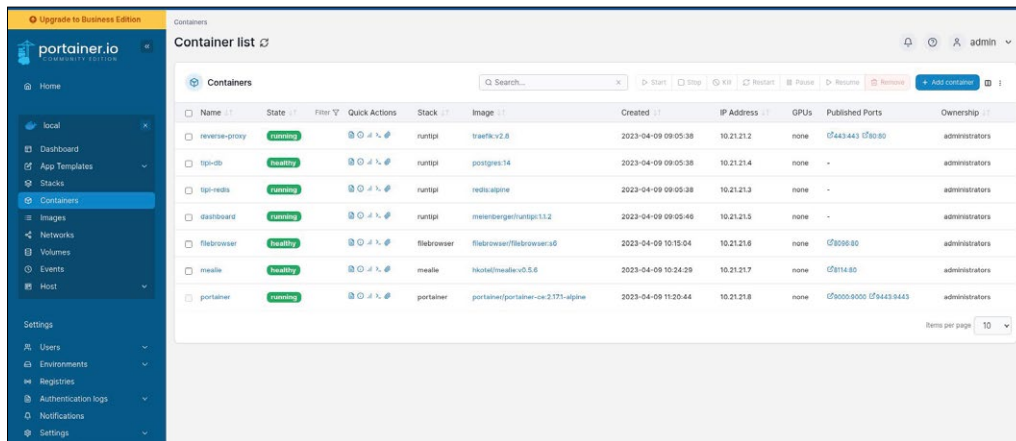 Upgrade to Business Edition
portainer.io
COMMUNITY EDITION
Home
local
Dashboard
App Templates
Stacks
Containers
Images
Networks
Volumes
Events
Host
Settings
Users
Environments
Registries
Authentication logs
Notifications
Settings
Containers
Container list
admin
Containers
Search...
Start Stop Kill Restart Pause Resume Remove + Add container
Name State Filter Quick Actions Stack Image Created IP Address GPUs Published Ports Ownership
reverse-proxy running runtipi traefik:v2.8 2023-04-09 09:05:38 10.21.21.2 none 443:443 80:80 administrators
tipi-db healthy runtipi postgres:14 2023-04-09 09:05:38 10.21.21.4 none - administrators
tipi-redis running runtipi redis:alpine 2023-04-09 09:05:38 10.21.21.3 none - administrators
dashboard running runtipi meienberger/runtipi:1.1.2 2023-04-09 09:05:46 10.21.21.5 none - administrators
filebrowser healthy filebrowser filebrowser/filebrowser:s6 2023-04-09 10:15:04 10.21.21.6 none 8096:80 administrators
mealie healthy mealie hkotel/mealie:v0.5.6 2023-04-09 10:24:29 10.21.21.7 none 8114:80 administrators
portainer running portainer portainer/portainer-ce:2.17.1-alpine 2023-04-09 11:20:44 10.21.21.8 none 9000:9000 9443:9443 administrators
Items per page 10